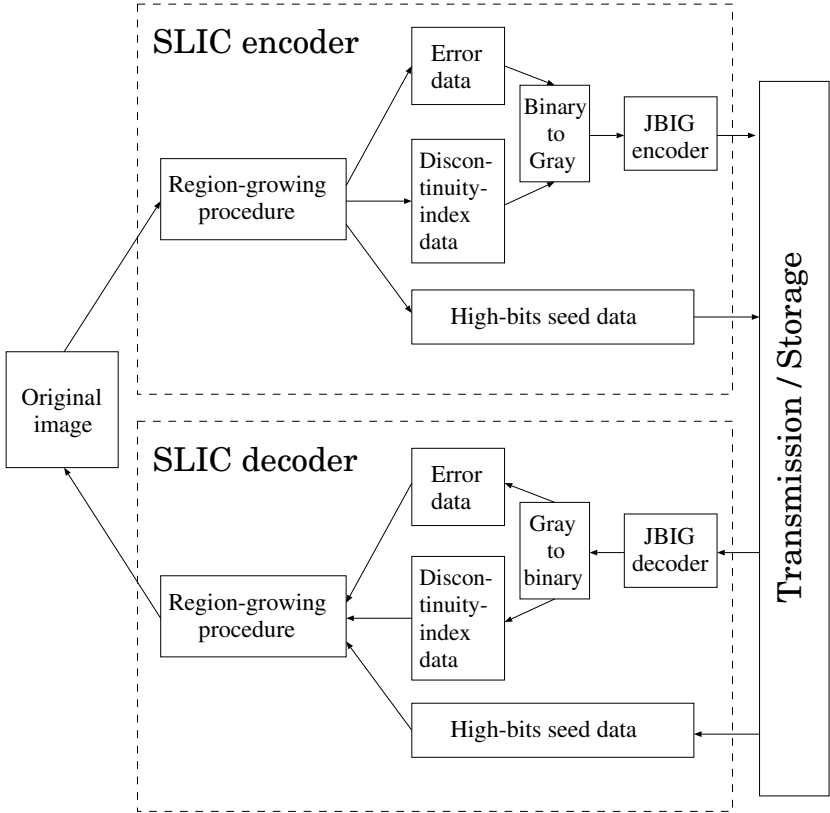 SLIC encoder
Error
data
Binary
to
Gray
JBIG
encoder
Region-growing
procedure
Discon-
tinuity-
index
data
High-bits seed data
Original
image
Transmission / Storage
SLIC decoder
Error
data
Gray
to
binary
JBIG
decoder
Region-growing
procedure
Discon-
tinuity-
index
data
High-bits seed data